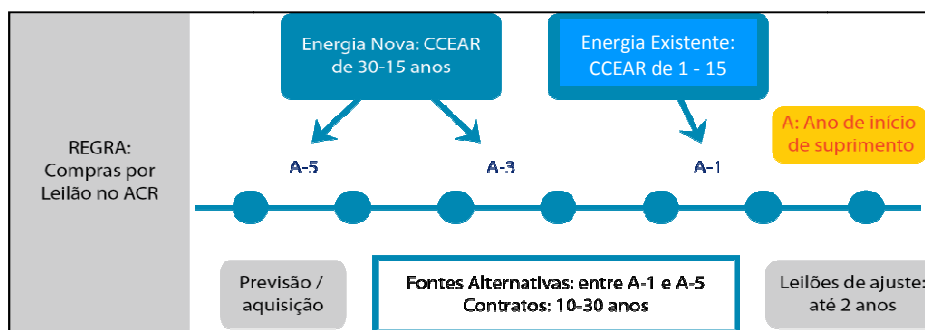 REGRA:
Compras por
Leilão no ACR
Energia Nova: CCEAR
de 30-15 anos
Energia Existente:
CCEAR de 1 - 15
A: Ano de início
de suprimento
A-5
A-3
A-1
Previsão /
aquisição
Fontes Alternativas: entre A-1 e A-5
Contratos: 10-30 anos
Leilões de ajuste:
até 2 anos